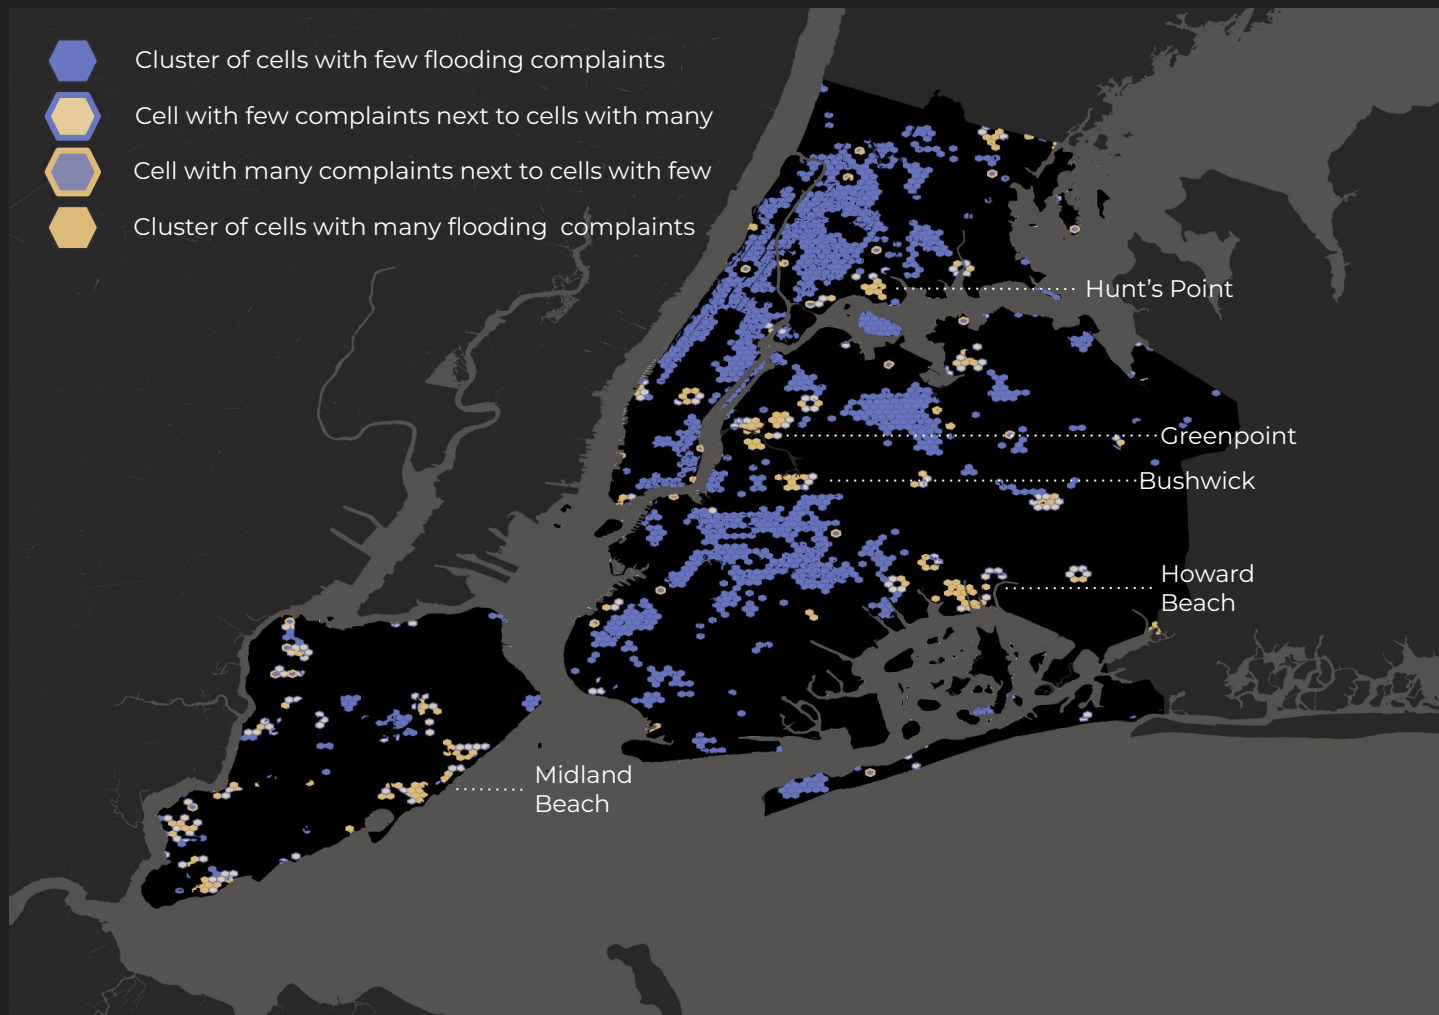 Cluster of cells with few flooding complaints
Cell with few complaints next to cells with many
Cell with many complaints next to cells with few
Cluster of cells with many flooding  complaints
Hunt’s Point
Greenpoint
Bushwick
Howard
Beach
Midland
Beach